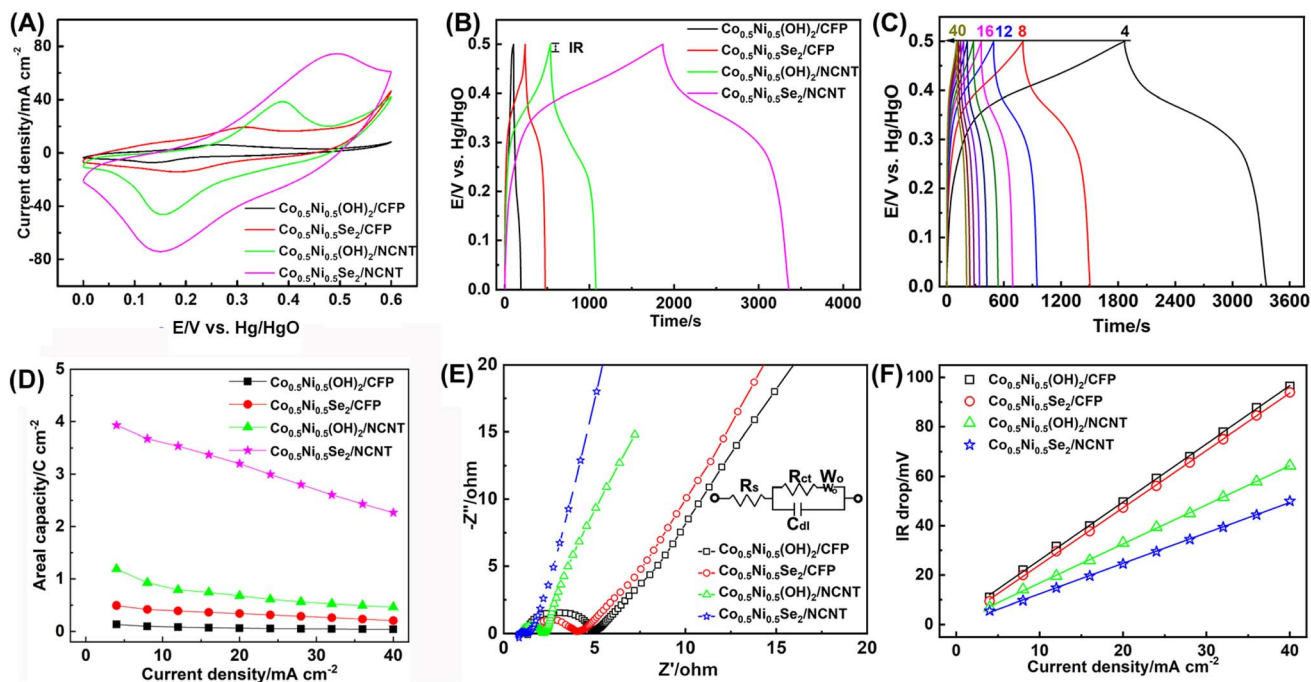 (A)
80
40
0
-40
-80
Current density/mA cm⁻²
Co₀.₅Ni₀.₅(OH)₂/CFP
Co₀.₅Ni₀.₅Se₂/CFP
Co₀.₅Ni₀.₅(OH)₂/NCNT
Co₀.₅Ni₀.₅Se₂/NCNT
0.0 0.1 0.2 0.3 0.4 0.5 0.6
E/V vs. Hg/HgO
(B)
0.5
0.4
0.3
0.2
0.1
0.0
E/V vs. Hg/HgO
IR
Co₀.₅Ni₀.₅(OH)₂/CFP
Co₀.₅Ni₀.₅Se₂/CFP
Co₀.₅Ni₀.₅(OH)₂/NCNT
Co₀.₅Ni₀.₅Se₂/NCNT
0 1000 2000 3000 4000
Time/s
(C)
40 16 12 8 4
0.5
0.4
0.3
0.2
0.1
0.0
E/V vs. Hg/HgO
0 600 1200 1800 2400 3000 3600
Time/s
(D)
5
4
3
2
1
0
Areal capacity/C cm⁻²
Co₀.₅Ni₀.₅(OH)₂/CFP
Co₀.₅Ni₀.₅Se₂/CFP
Co₀.₅Ni₀.₅(OH)₂/NCNT
Co₀.₅Ni₀.₅Se₂/NCNT
0 10 20 30 40
Current density/mA cm⁻²
(E)
-20
-15
-10
-5
0
-Z''/ohm
Rs
Rct
Wo
Wo
Cdl
Co₀.₅Ni₀.₅(OH)₂/CFP
Co₀.₅Ni₀.₅Se₂/CFP
Co₀.₅Ni₀.₅(OH)₂/NCNT
Co₀.₅Ni₀.₅Se₂/NCNT
0 5 10 15 20
Z'/ohm
(F)
100
80
60
40
20
0
IR drop/mV
Co₀.₅Ni₀.₅(OH)₂/CFP
Co₀.₅Ni₀.₅Se₂/CFP
Co₀.₅Ni₀.₅(OH)₂/NCNT
Co₀.₅Ni₀.₅Se₂/NCNT
0 10 20 30 40
Current density/mA cm⁻²